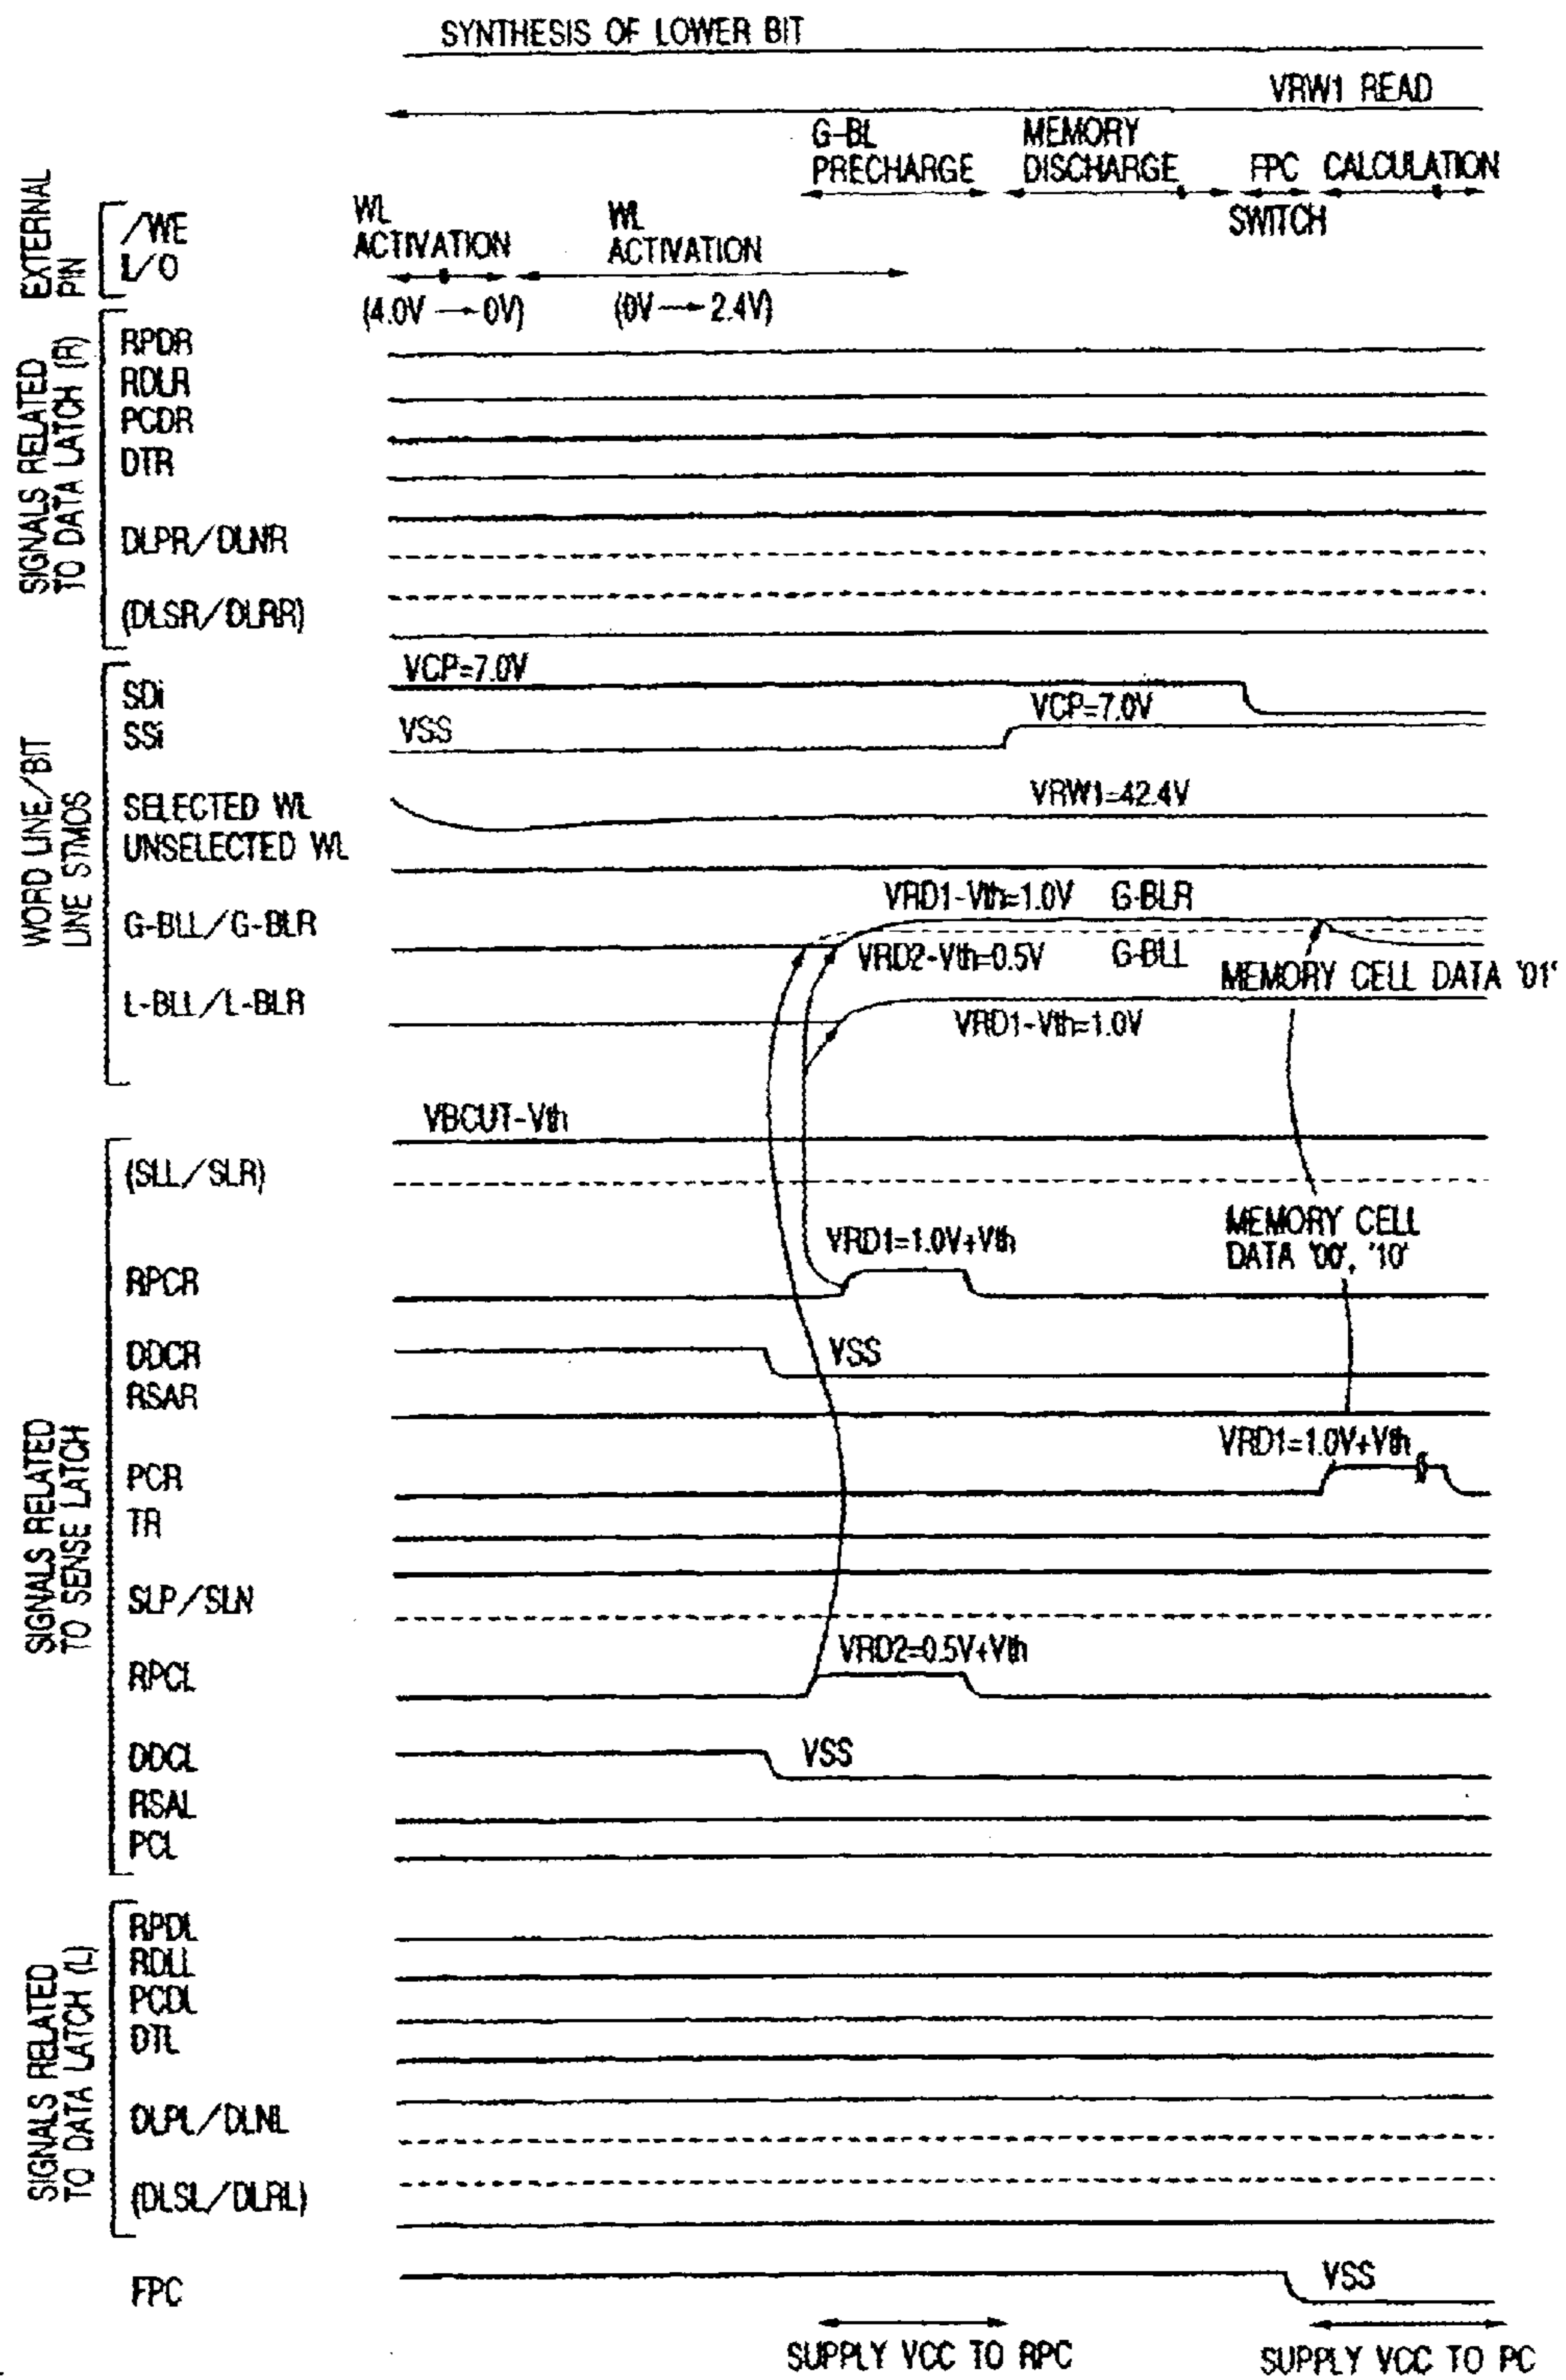 SYNTHESIS OF LOWER BIT
VRW1 READ
G-BL PRECHARGE
MEMORY DISCHARGE
FPC SWITCH
CALCULATION
EXTERNAL PIN
/WE
I/O
WL ACTIVATION
(4.0V → 0V)
WL ACTIVATION
(0V → 2.4V)
SIGNALS RELATED TO DATA LATCH (R)
RPDR
RDLR
PCDR
DTR
DLPR/DLNR
(DLSR/DLRR)
WORD LINE/BIT LINE STMOS
SDi
VCP=7.0V
SSi
VSS
VCP=7.0V
SELECTED WL
VRW1=42.4V
UNSELECTED WL
G-BLL/G-BLR
VRD1-Vth=1.0V G-BLR
VRD2-Vth=0.5V G-BLL
MEMORY CELL DATA '01'
L-BLL/L-BLR
VRD1-Vth=1.0V
VBCUT-Vth
SIGNALS RELATED TO SENSE LATCH
(SLL/SLR)
MEMORY CELL
DATA '00', '10'
RPCR
VRD1=1.0V+Vth
DDCR
VSS
RSAR
PCR
VRD1=1.0V+Vth
TR
SLP/SLN
RPCL
VRD2=0.5V+Vth
DDCL
VSS
RSAL
PCL
SIGNALS RELATED TO DATA LATCH (L)
RPDL
RDLL
PCDL
DTL
DLPL/DLNL
(DLSL/DLRL)
FPC
VSS
SUPPLY VCC TO RPC
SUPPLY VCC TO PC